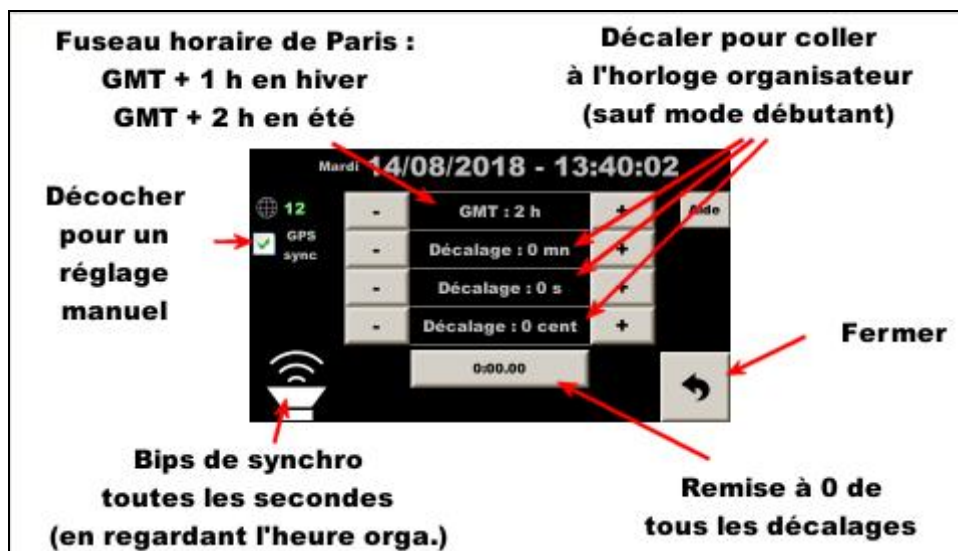 Fuseau horaire de Paris :
GMT + 1 h en hiver
GMT + 2 h en été
Décaler pour coller
à l'horloge organisateur
(sauf mode débutant)
Mardi 14/08/2018 - 13:40:02
Décocher
pour un
réglage
manuel
12
GPS
sync
- GMT : 2 h +
Aide
- Décalage : 0 mn +
- Décalage : 0 s +
- Décalage : 0 cent +
0:00.00
Fermer
Bips de synchro
toutes les secondes
(en regardant l'heure orga.)
Remise à 0 de
tous les décalages